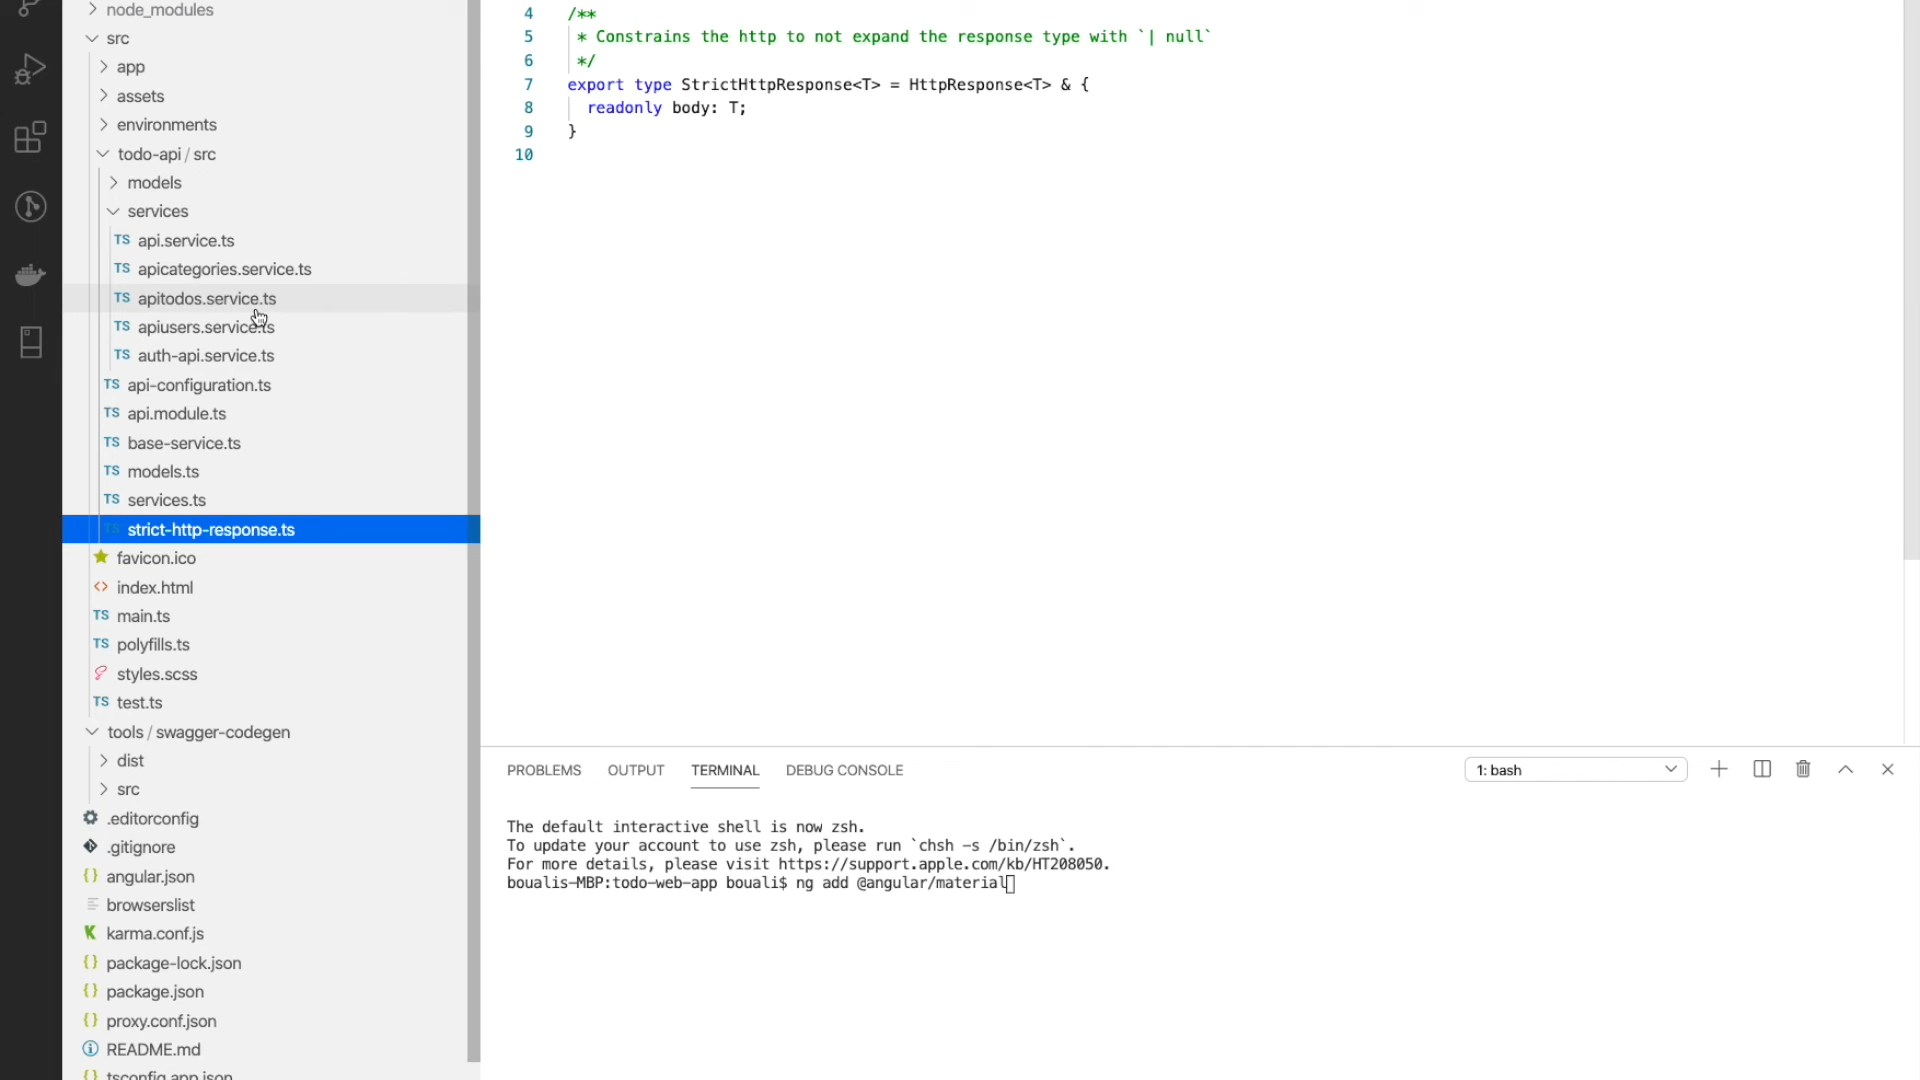 node_modules
src
app
assets
environments
todo-api / src
models
services
TS api.service.ts
TS apicategories.service.ts
TS apitodos.service.ts
TS apiusers.service.ts
TS auth-api.service.ts
TS api-configuration.ts
TS api.module.ts
TS base-service.ts
TS models.ts
TS services.ts
TS strict-http-response.ts
favicon.ico
<> index.html
TS main.ts
TS polyfills.ts
styles.scss
TS test.ts
tools / swagger-codegen
dist
src
.editorconfig
.gitignore
{} angular.json
browserslist
K karma.conf.js
{} package-lock.json
{} package.json
{} proxy.conf.json
README.md
{} tsconfig.app.json
4 /**
5 * Constrains the http to not expand the response type with `| null`
6 */
7 export type StrictHttpResponse<T> = HttpResponse<T> & {
8 readonly body: T;
9 }
10
PROBLEMS OUTPUT TERMINAL DEBUG CONSOLE 1: bash
The default interactive shell is now zsh.
To update your account to use zsh, please run `chsh -s /bin/zsh`.
For more details, please visit https://support.apple.com/kb/HT208050.
boualis-MBP:todo-web-app bouali$ ng add @angular/material